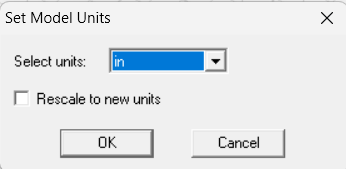 Set Model Units
Select units: in
Rescale to new units
OK Cancel